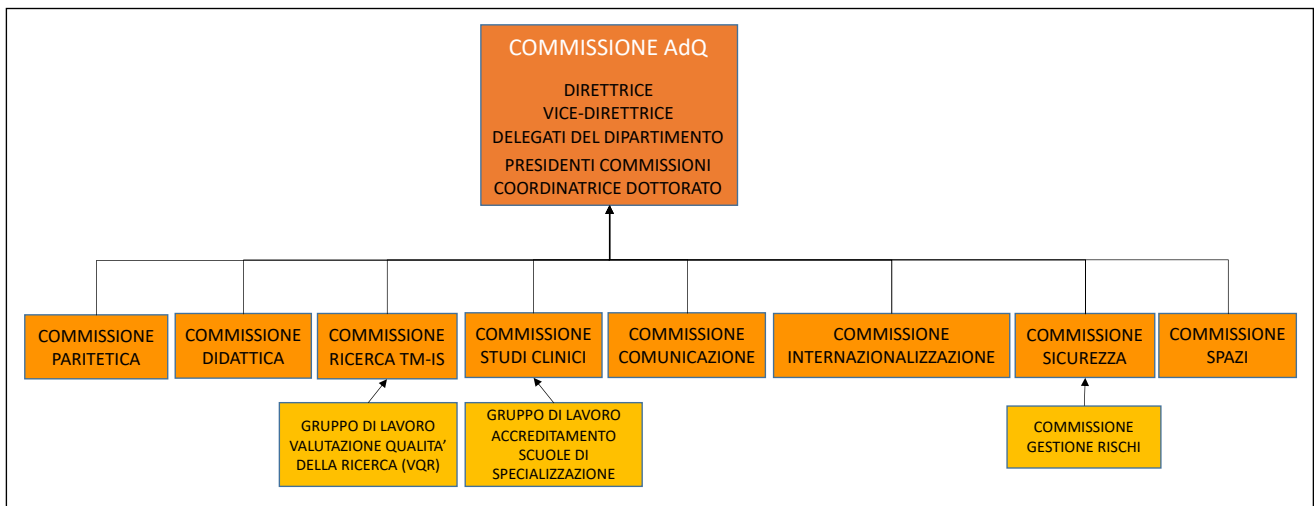 COMMISSIONE AdQ
DIRETTRICE
VICE-DIRETTRICE
DELEGATI DEL DIPARTIMENTO
PRESIDENTI COMMISSIONI
COORDINATRICE DOTTORATO
COMMISSIONE
PARITETICA
COMMISSIONE
DIDATTICA
COMMISSIONE
RICERCA TM-IS
COMMISSIONE
STUDI CLINICI
COMMISSIONE
COMUNICAZIONE
COMMISSIONE
INTERNAZIONALIZZAZIONE
COMMISSIONE
SICUREZZA
COMMISSIONE
SPAZI
GRUPPO DI LAVORO
VALUTAZIONE QUALITA’
DELLA RICERCA (VQR)
GRUPPO DI LAVORO
ACCREDITAMENTO
SCUOLE DI
SPECIALIZZAZIONE
COMMISSIONE
GESTIONE RISCHI